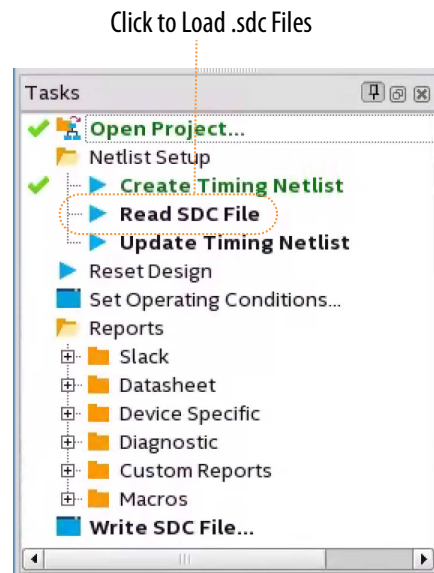 Click to Load .sdc Files
Tasks
Open Project...
Netlist Setup
Create Timing Netlist
Read SDC File
Update Timing Netlist
Reset Design
Set Operating Conditions...
Reports
Slack
Datasheet
Device Specific
Diagnostic
Custom Reports
Macros
Write SDC File...